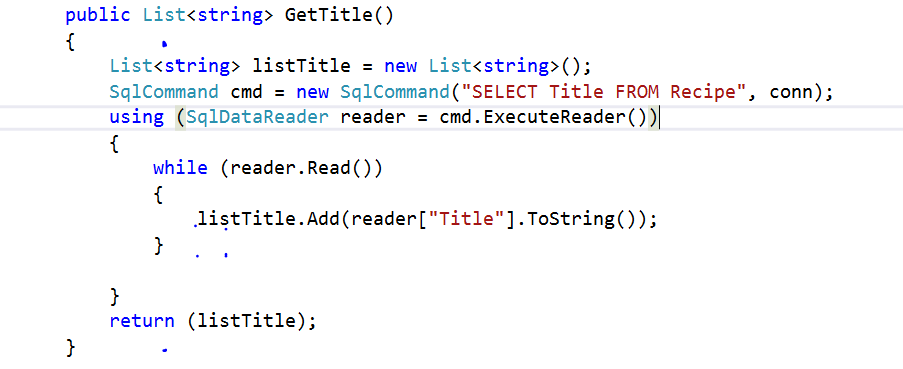 public List<string> GetTitle()
{
List<string> listTitle = new List<string>();
SqlCommand cmd = new SqlCommand("SELECT Title FROM Recipe", conn);
using (SqlDataReader reader = cmd.ExecuteReader())
{
while (reader.Read())
{
listTitle.Add(reader["Title"].ToString());
}
}
return (listTitle);
}